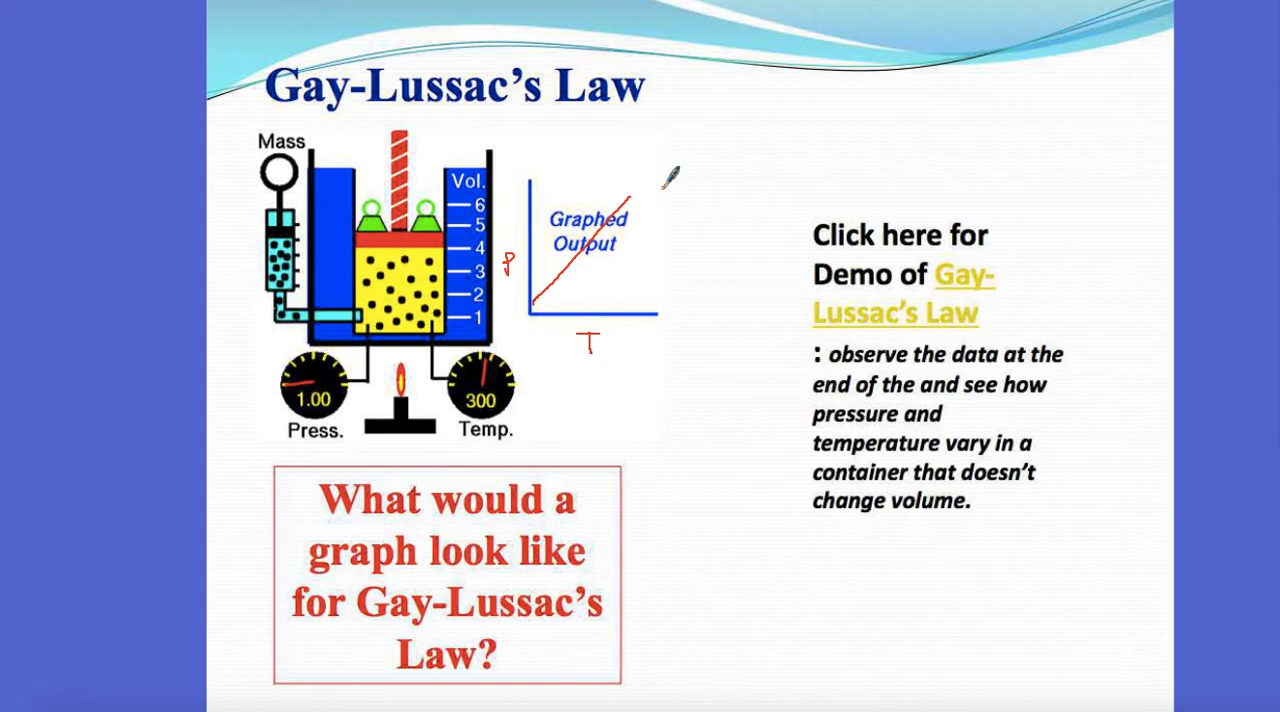 Gay-Lussac's Law
Mass
Vol.
6
5
4
3
2
1
Graphed
Output
P
T
1.00
300
Press.
Temp.
What would a
graph look like
for Gay-Lussac's
Law?
Click here for
Demo of Gay-
Lussac's Law
: observe the data at the
end of the and see how
pressure and
temperature vary in a
container that doesn't
change volume.